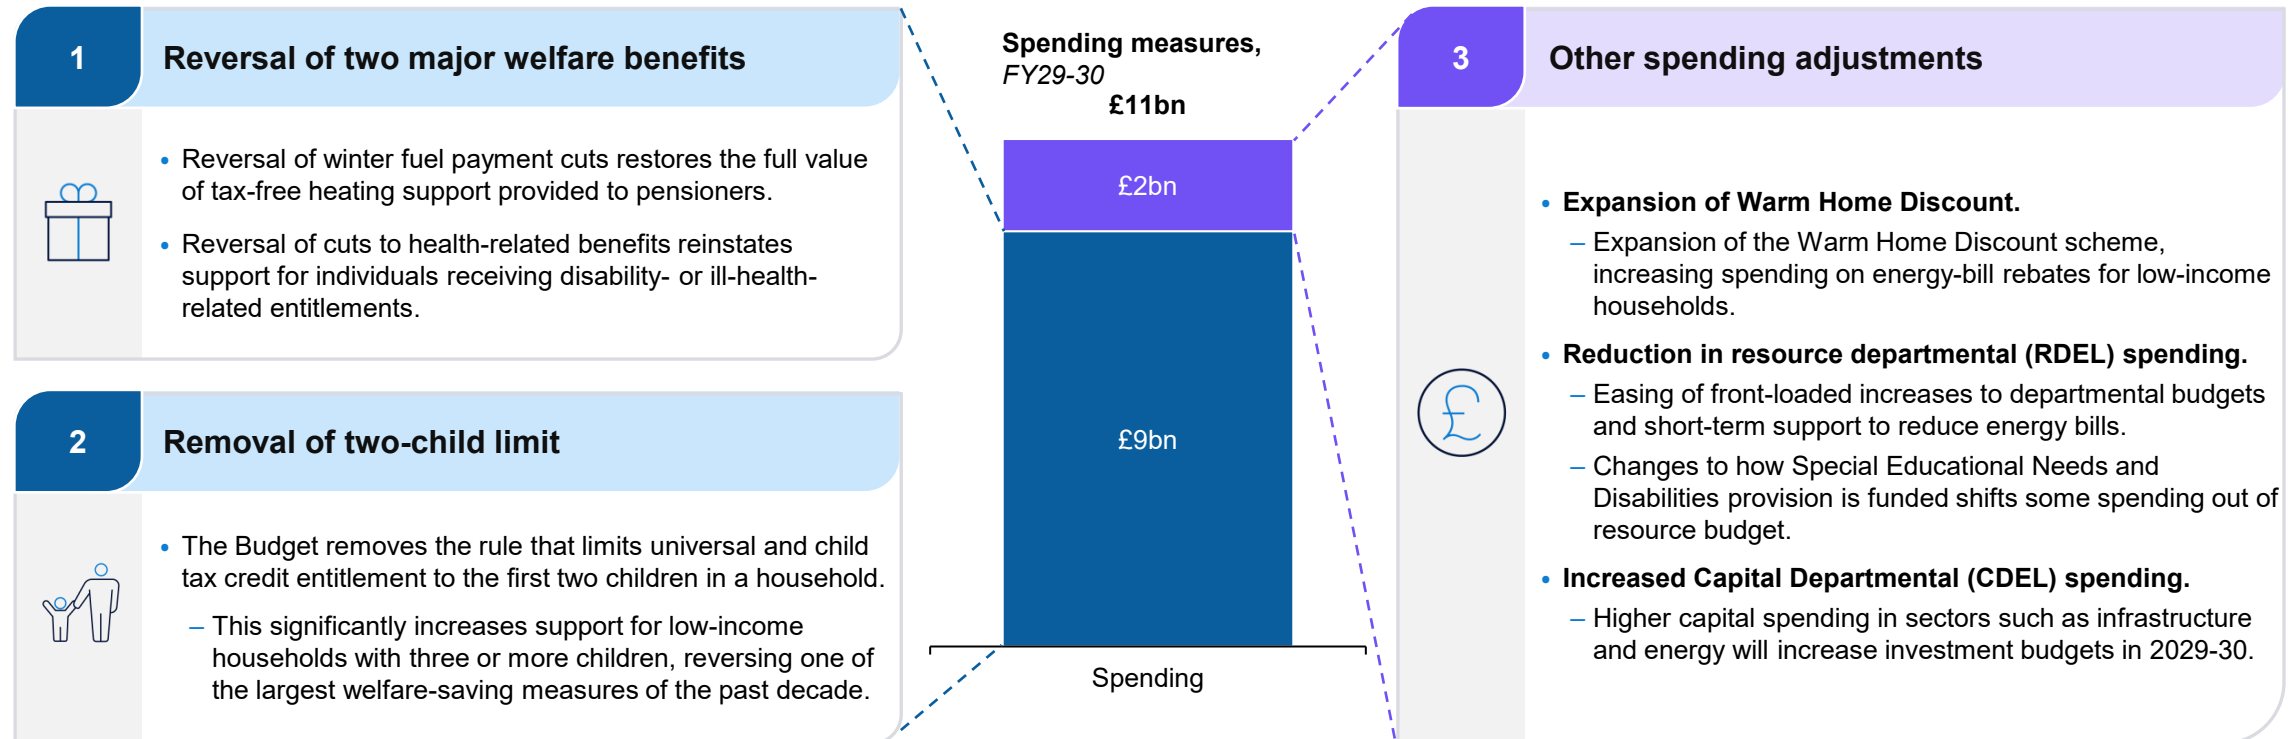 1
Reversal of two major welfare benefits
• Reversal of winter fuel payment cuts restores the full value
of tax-free heating support provided to pensioners.
• Reversal of cuts to health-related benefits reinstates
support for individuals receiving disability- or ill-health-
related entitlements.
2
Removal of two-child limit
• The Budget removes the rule that limits universal and child
tax credit entitlement to the first two children in a household.
– This significantly increases support for low-income
households with three or more children, reversing one of
the largest welfare-saving measures of the past decade.
Spending measures,
FY29-30
£11bn
£2bn
£9bn
Spending
3
Other spending adjustments
£
• Expansion of Warm Home Discount.
– Expansion of the Warm Home Discount scheme,
increasing spending on energy-bill rebates for low-income
households.
• Reduction in resource departmental (RDEL) spending.
– Easing of front-loaded increases to departmental budgets
and short-term support to reduce energy bills.
– Changes to how Special Educational Needs and
Disabilities provision is funded shifts some spending out of
resource budget.
• Increased Capital Departmental (CDEL) spending.
– Higher capital spending in sectors such as infrastructure
and energy will increase investment budgets in 2029-30.